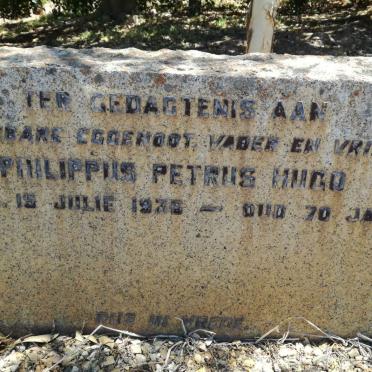 TER GEDAGTENIS AAN
BARE EGGENOOT, VADER EN VRI
PHILIPPUS PETRUS HUGO
15 JULIE 19 — OUD 70 JA
RUS IN VREDE